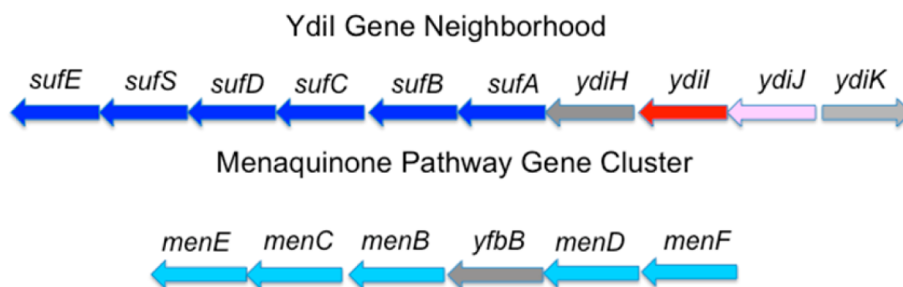 YdiI Gene Neighborhood
sufE sufS sufD sufC sufB sufA ydiH ydiI ydiJ ydiK
Menaquinone Pathway Gene Cluster
menE menC menB yfbB menD menF